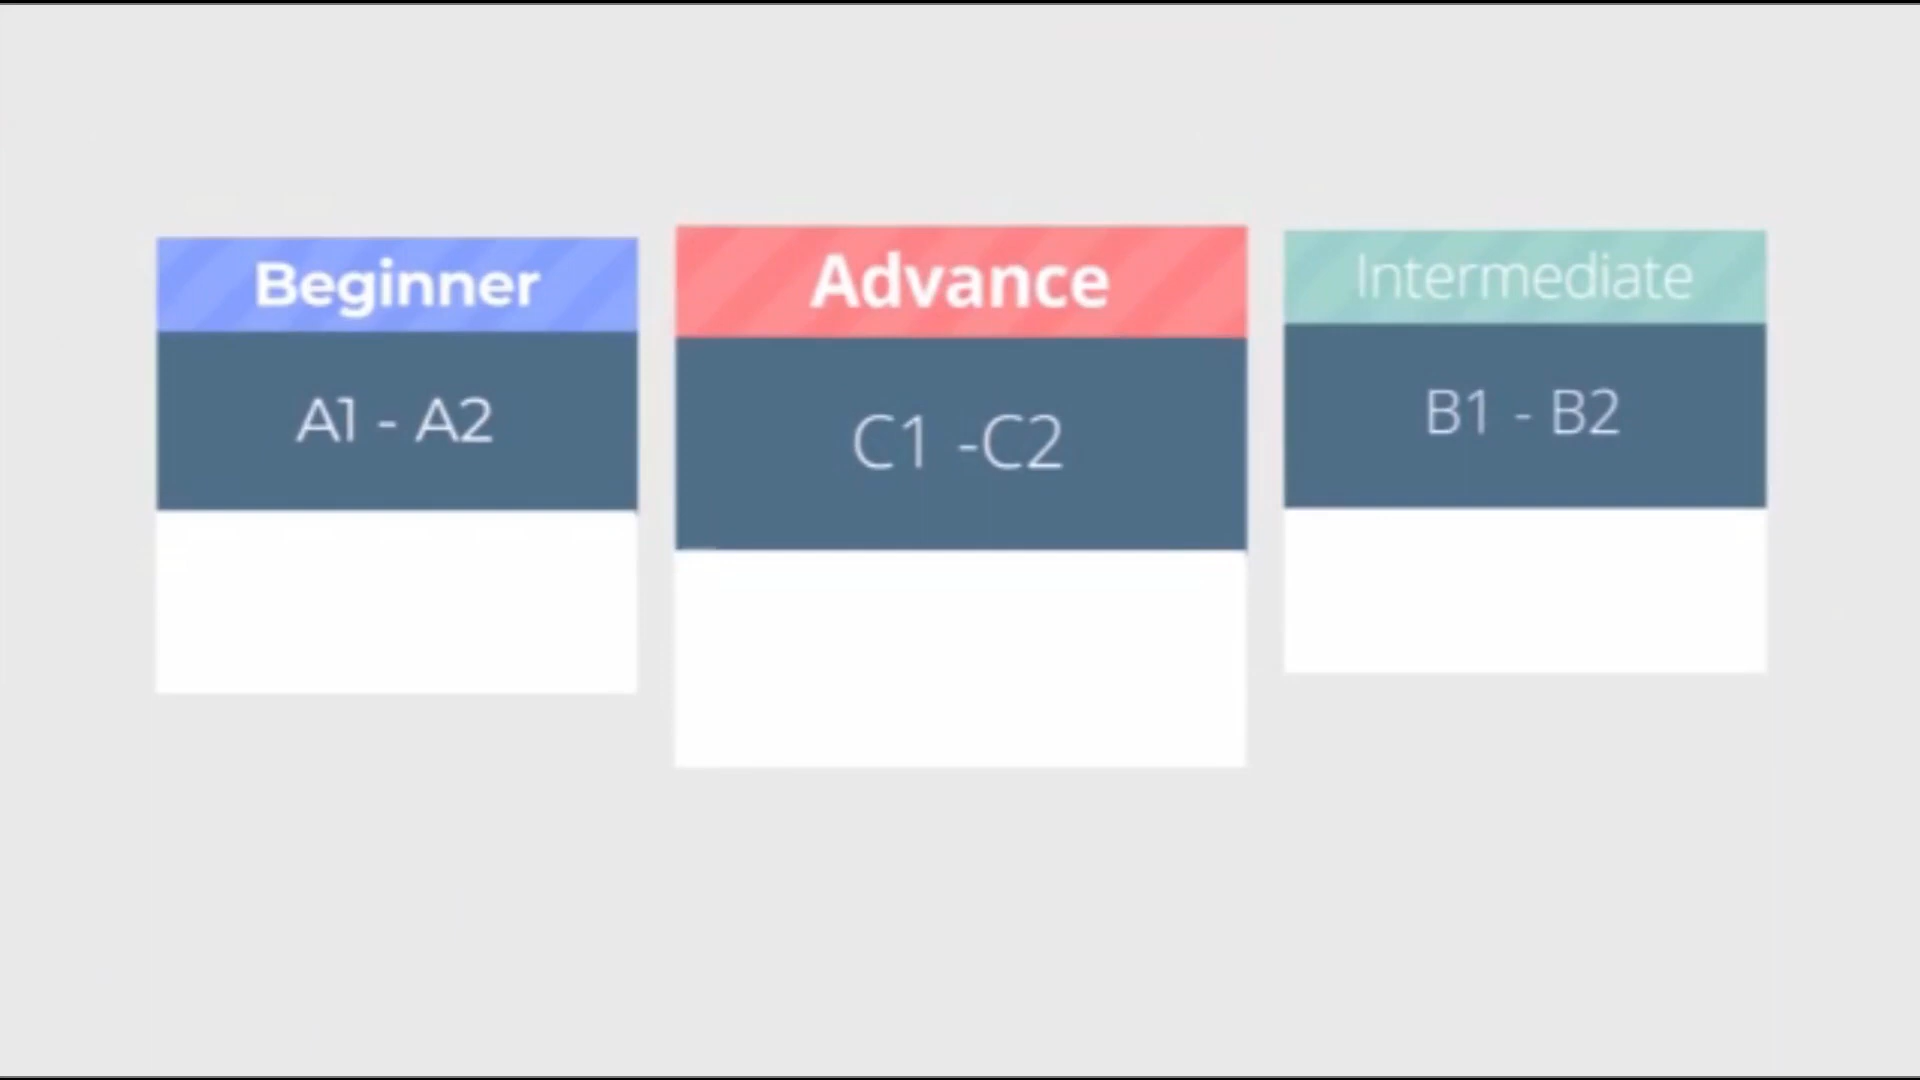 Beginner
A1 - A2
Advance
C1 -C2
Intermediate
B1 - B2